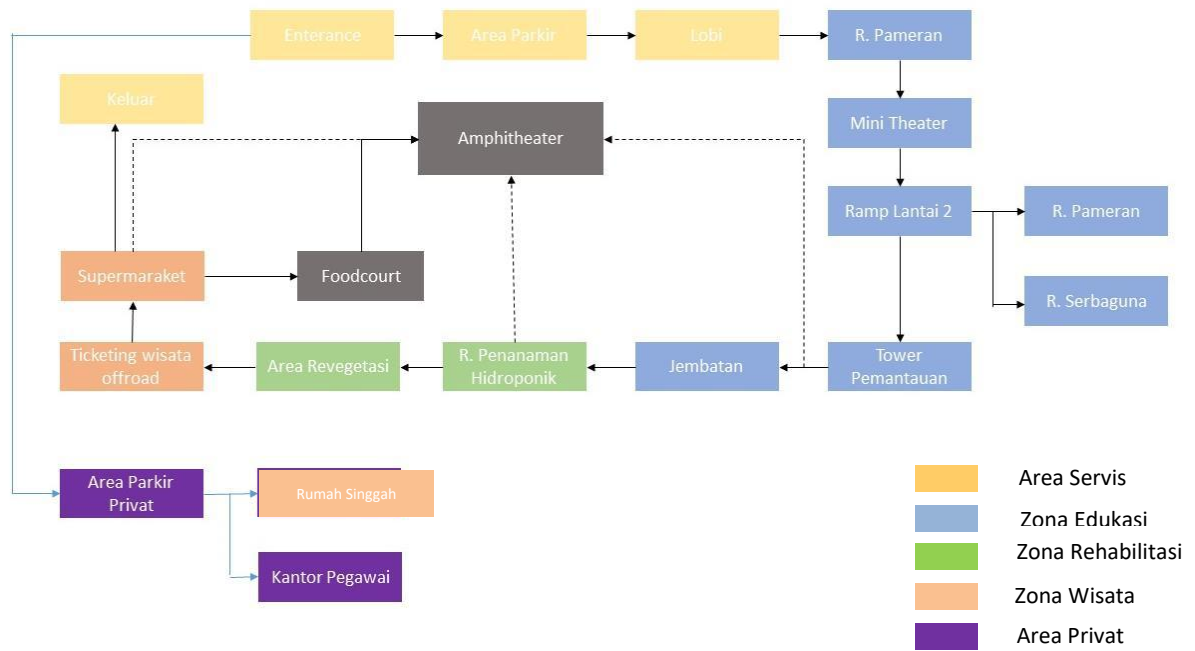 Enterance
Area Parkir
Lobi
R. Pameran
Keluar
Amphitheater
Mini Theater
Ramp Lantai 2
R. Pameran
Supermaraket
Foodcourt
R. Serbaguna
Ticketing wisata
offroad
Area Revegetasi
R. Penanaman
Hidroponik
Jembatan
Tower
Pemantauan
Area Parkir
Privat
Rumah Singgah
Kantor Pegawai
Area Servis
Zona Edukasi
Zona Rehabilitasi
Zona Wisata
Area Privat